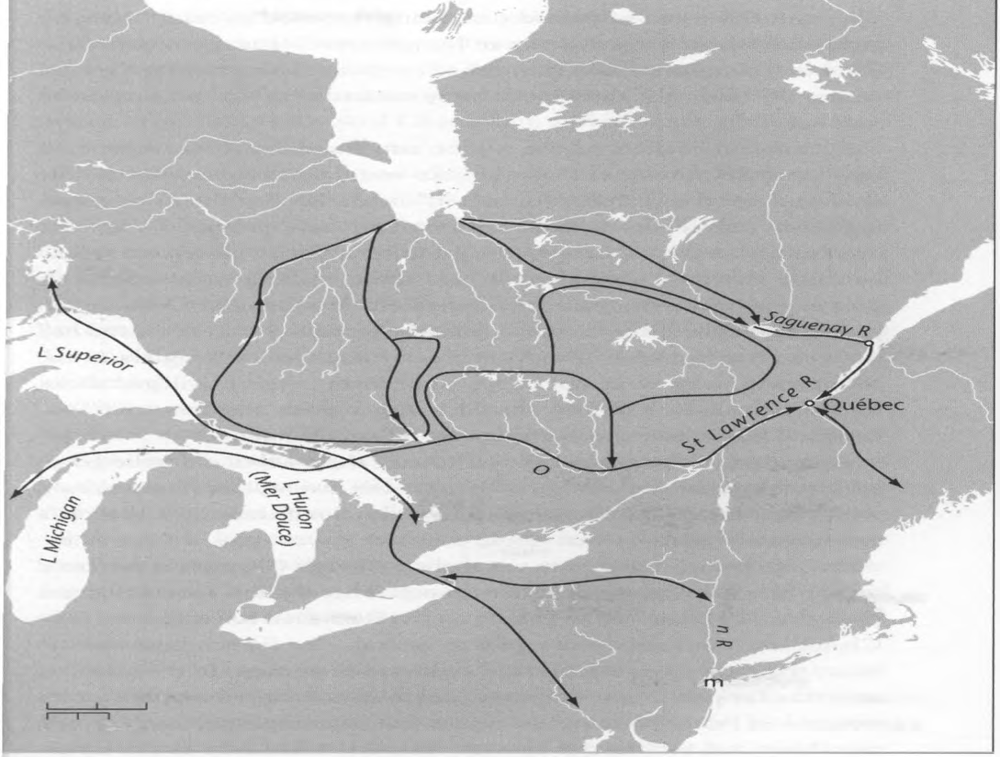 Saguenay R
L Superior
St Lawrence R
Québec
O
L Huron
(Mer Douce)
L Michigan
n R
m